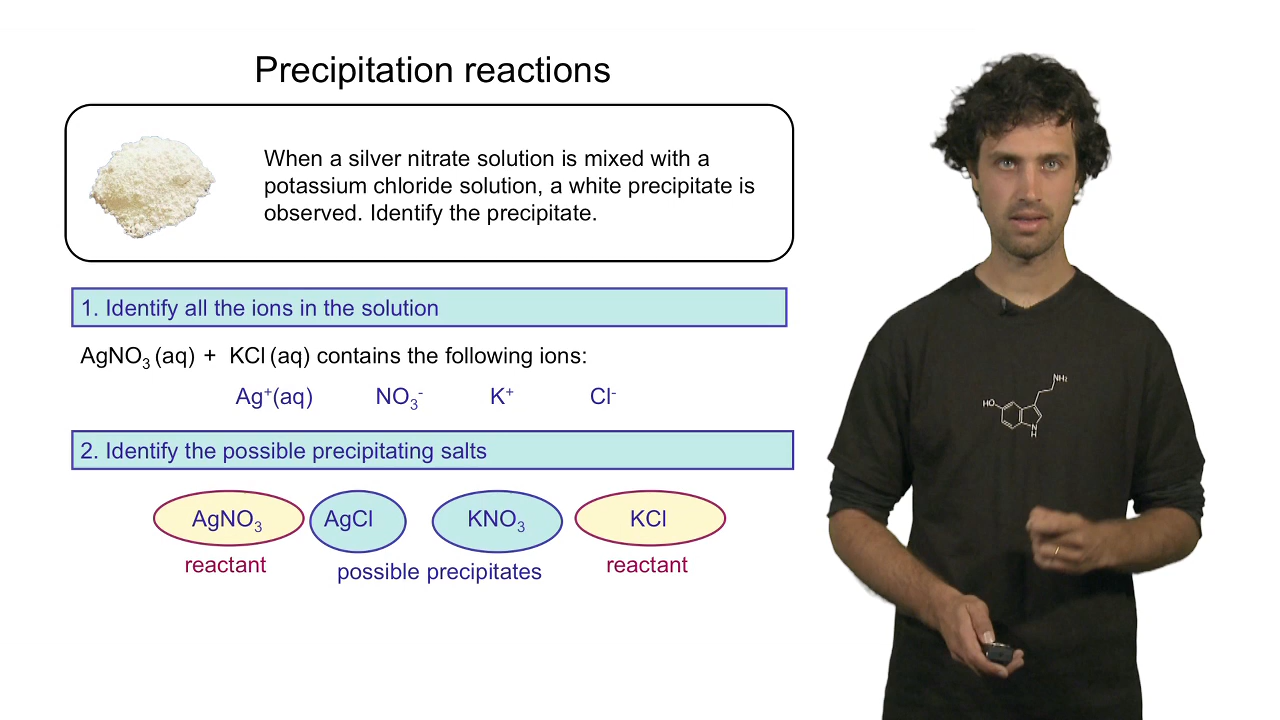 Precipitation reactions
When a silver nitrate solution is mixed with a
potassium chloride solution, a white precipitate is
observed. Identify the precipitate.
1. Identify all the ions in the solution
AgNO₃ (aq) + KCl (aq) contains the following ions:
Ag⁺(aq) NO₃⁻ K⁺ Cl⁻
2. Identify the possible precipitating salts
AgNO₃ AgCl KNO₃ KCl
reactant possible precipitates reactant
NH₂
HO
N
H